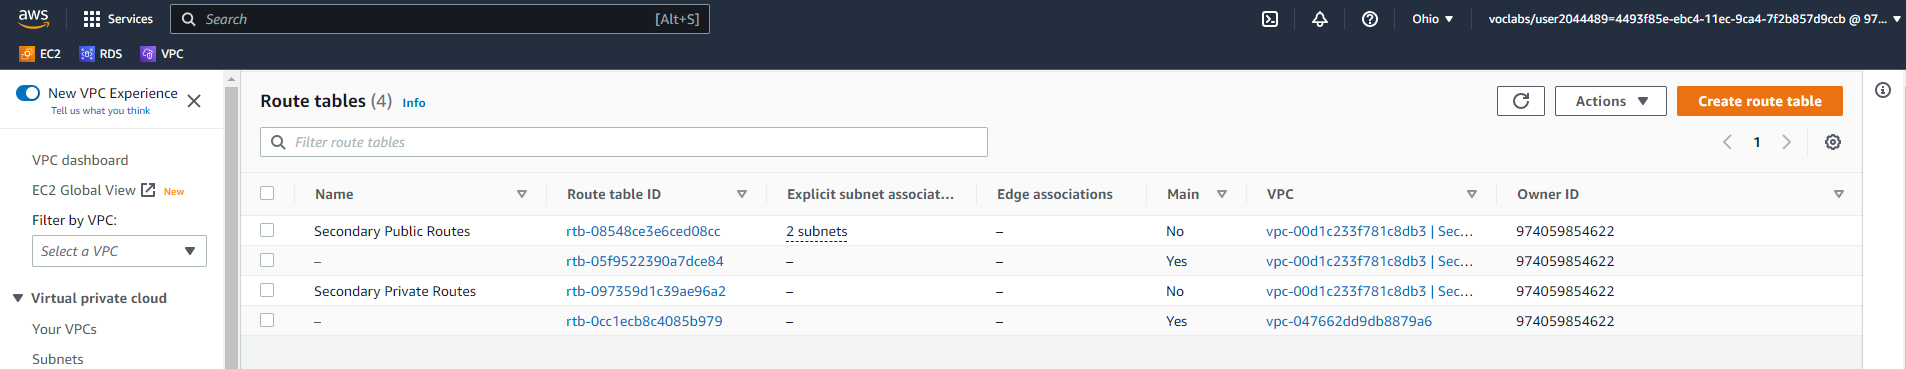 aws Services Search [Alt+S] Ohio voclabs/user2044489=4493f85e-ebc4-11ec-9ca4-7f2b857d9ccb @ 97...
EC2 RDS VPC
New VPC Experience
Tell us what you think
VPC dashboard
EC2 Global View New
Filter by VPC:
Select a VPC
Virtual private cloud
Your VPCs
Subnets
Route tables (4) Info Actions Create route table
Filter route tables 1
Name Route table ID Explicit subnet associat... Edge associations Main VPC Owner ID
Secondary Public Routes rtb-08548ce3e6ced08cc 2 subnets – No vpc-00d1c233f781c8db3 | Sec... 974059854622
– rtb-05f9522390a7dce84 – – Yes vpc-00d1c233f781c8db3 | Sec... 974059854622
Secondary Private Routes rtb-097359d1c39ae96a2 – – No vpc-00d1c233f781c8db3 | Sec... 974059854622
– rtb-0cc1ecb8c4085b979 – – Yes vpc-047662dd9db8879a6 974059854622